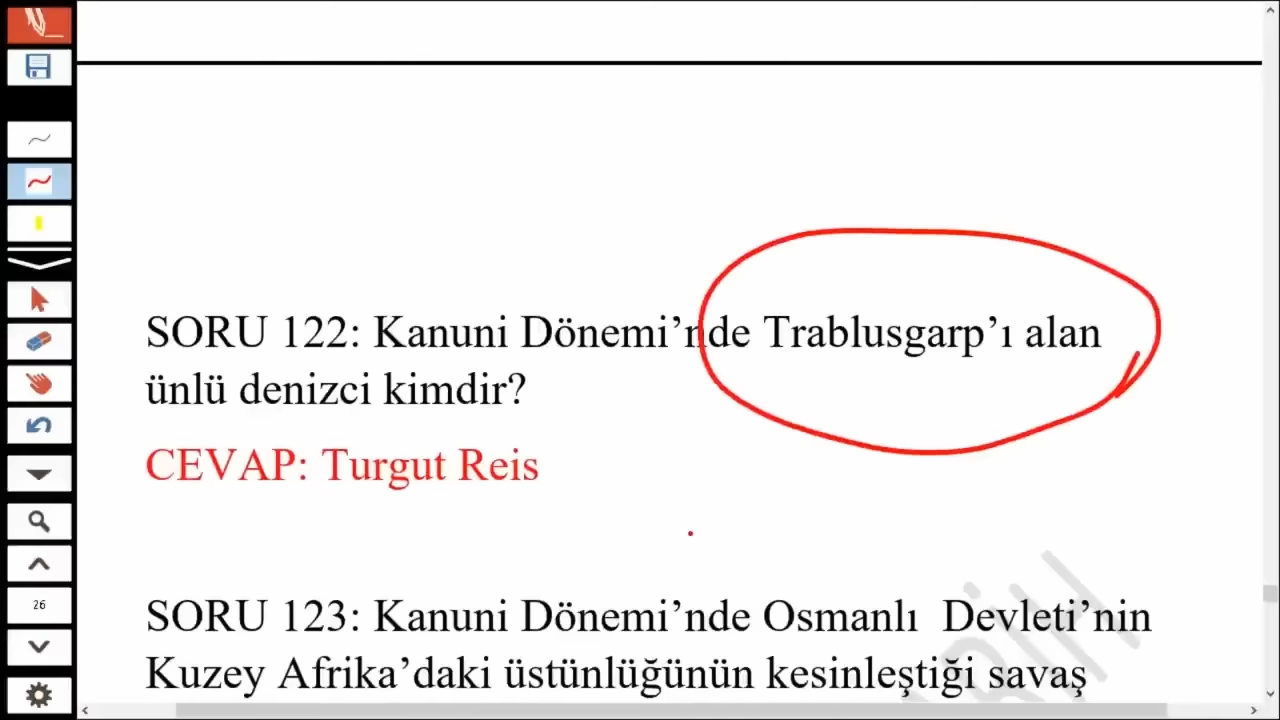 SORU 122: Kanuni Dönemi’nde Trablusgarp’ı alan
ünlü denizci kimdir?
CEVAP: Turgut Reis
SORU 123: Kanuni Dönemi’nde Osmanlı Devleti’nin
Kuzey Afrika’daki üstünlüğünün kesinleştiği savaş
26